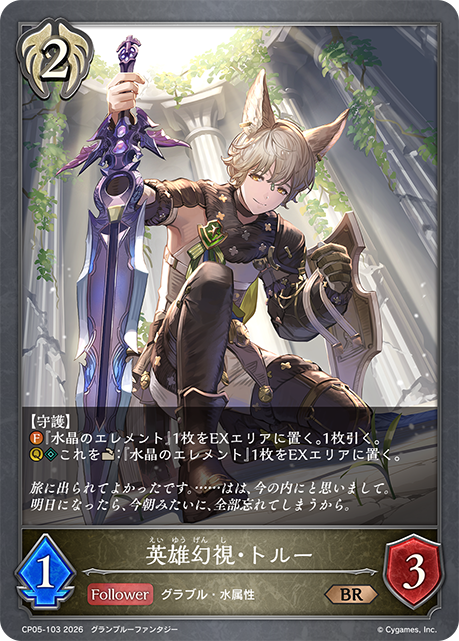 2
【守護】
F『水晶のエレメント』1枚をEXエリアに置く。1枚引く。
Qこれを:『水晶のエレメント』1枚をEXエリアに置く。
旅に出られてよかったです。……はは、今の内にと思いまして。
明日になったら、今朝みたいに、全部忘れてしまうから。
えいゆうげんし
英雄幻視・トルー
1
Follower
グラブル・水属性
BR
3
CP05-103 2026 グランブルーファンタジー
© Cygames, Inc.